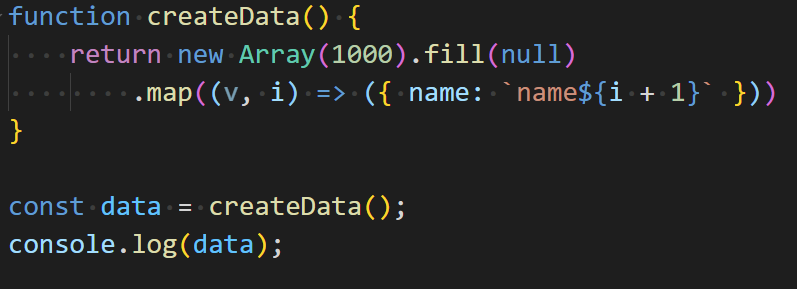 function createData() {
    return new Array(1000).fill(null)
        .map((v, i) => ({ name: `name${i + 1}` }))
}

const data = createData();
console.log(data);